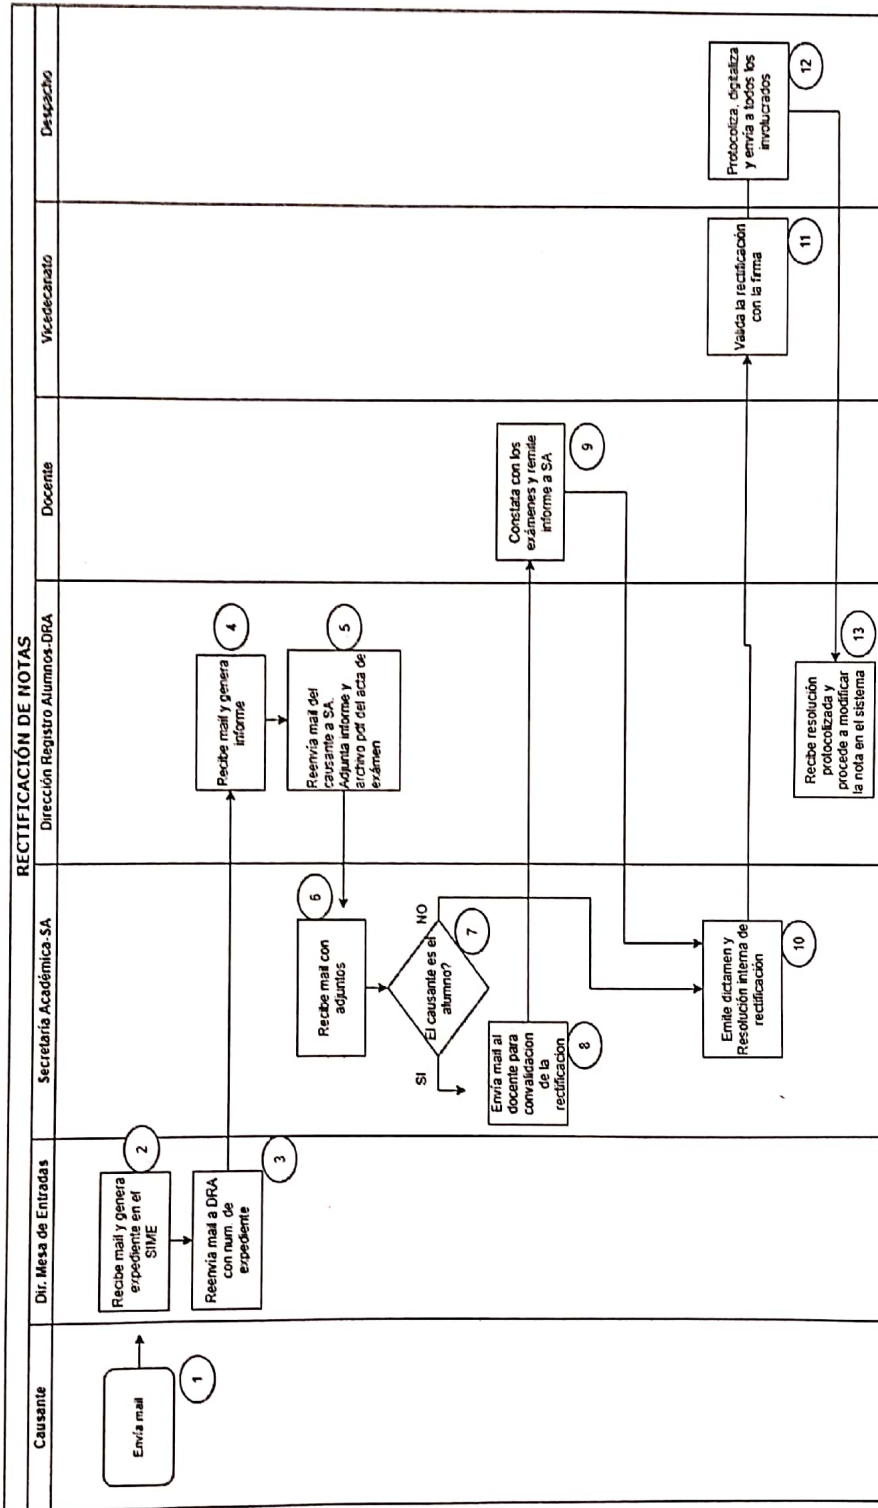 RECTIFICACIÓN DE NOTAS
Causante
Dir. Mesa de Entradas
Secretaría Académica-SA
Dirección Registro Alumnos-DRA
Docente
Vicedecanato
Despacho
Envía mail
1
Recibe mail y genera
expediente en el
SIME
2
Reenvía mail a DRA
con num. de
expediente
3
Recibe mail y genera
informe
4
Reenvía mail del
causante a SA.
Adjunta informe y
archivo pdf del acta de
exámen
5
Recibe mail con
adjuntos
6
El causante es el
alumno?
7
SI
NO
Envía mail al
docente para
convalidacion
de la
rectificacion
8
Constata con los
exámenes y remite
informe a SA
9
Emite dictamen y
Resolución interna de
rectificación
10
Valida la rectificación
con la firma
11
Protocoliza, digitaliza
y envía a todos los
involucrados
12
Recibe resolución
protocolizada y
procede a modificar
la nota en el sistema
13